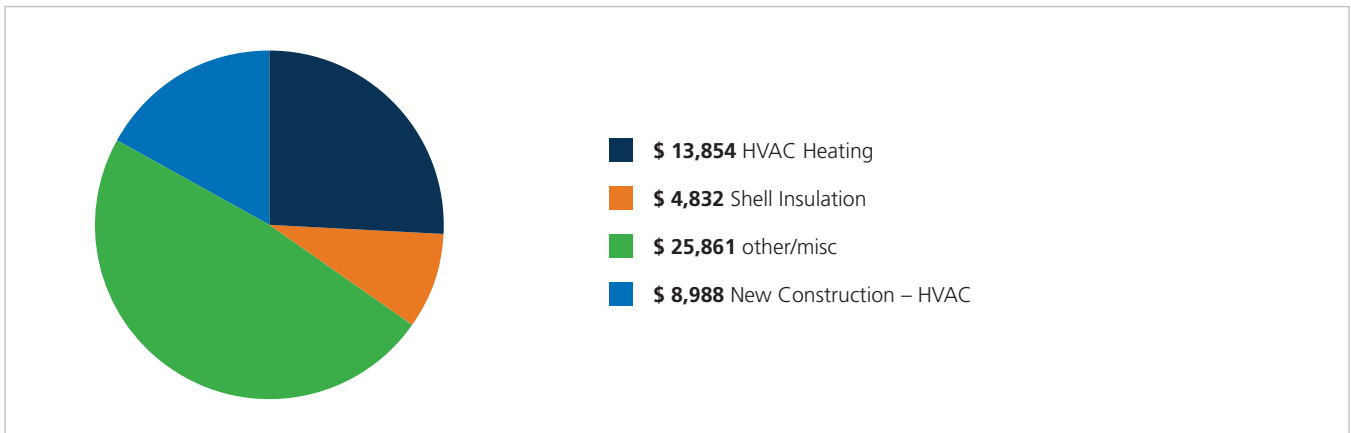 $ 13,854 HVAC Heating
$ 4,832 Shell Insulation
$ 25,861 other/misc
$ 8,988 New Construction – HVAC